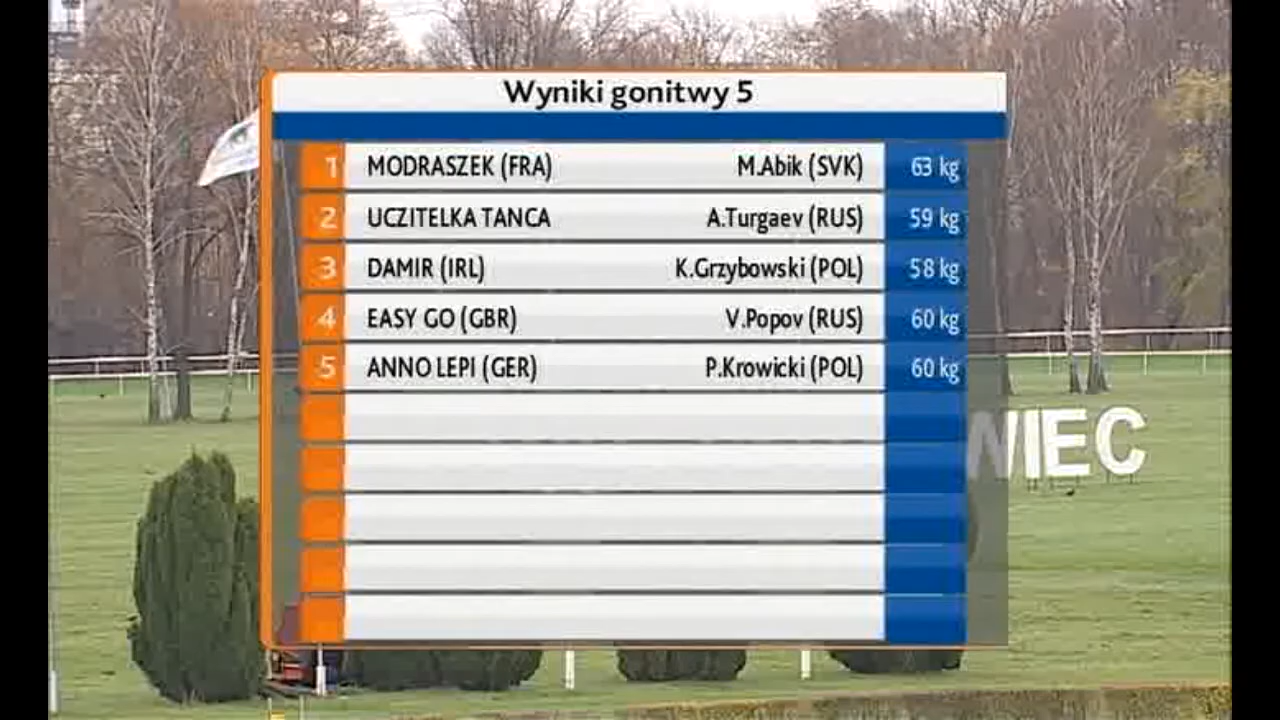 Wyniki gonitwy 5
1 MODRASZEK (FRA) M.Abik (SVK) 63 kg
2 UCZITELKA TANCA A.Turgaev (RUS) 59 kg
3 DAMIR (IRL) K.Grzybowski (POL) 58 kg
4 EASY GO (GBR) V.Popov (RUS) 60 kg
5 ANNO LEPI (GER) P.Krowicki (POL) 60 kg
WIEC